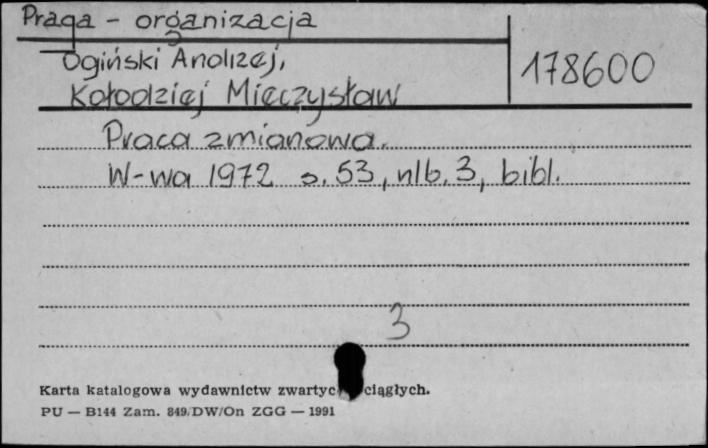 Praca - organizacja
Ogiński Andrzej,
178600
Kołodziej Mieczysław
Praca zmianowa.
W-wa 1972 s. 53, nlb. 3, bibl.
3
Karta katalogowa wydawnictw zwartyc ciągłych.
PU — B144 Zam. 849/DW/On ZGG — 1991